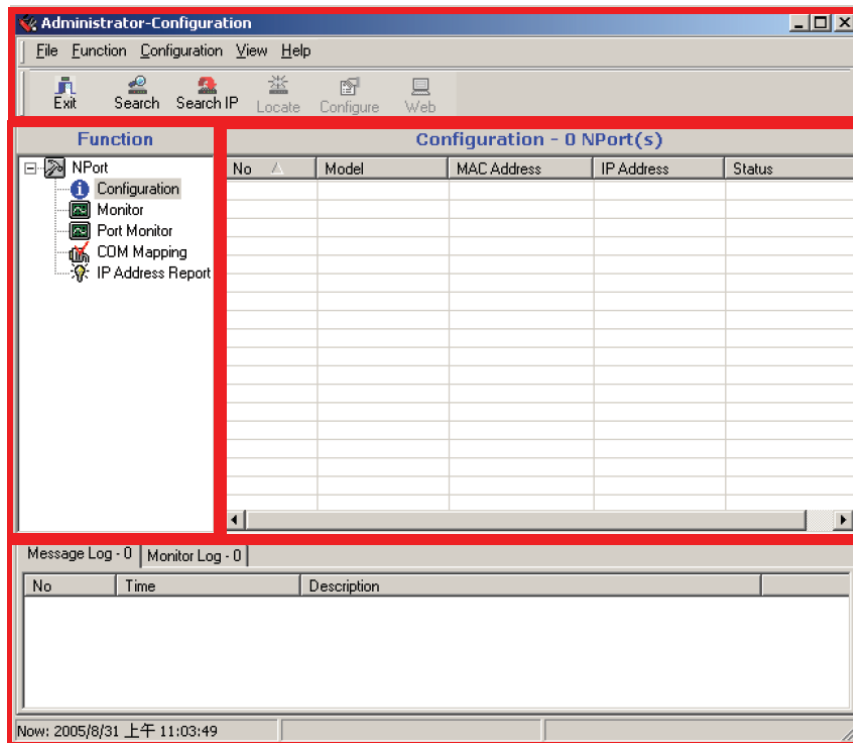 Administrator-Configuration
File Function Configuration View Help
Exit Search Search IP Locate Configure Web
Function
NPort
Configuration
Monitor
Port Monitor
COM Mapping
IP Address Report
Configuration - 0 NPort(s)
No Model MAC Address IP Address Status
Message Log - 0 Monitor Log - 0
No Time Description
Now: 2005/8/31 上午 11:03:49